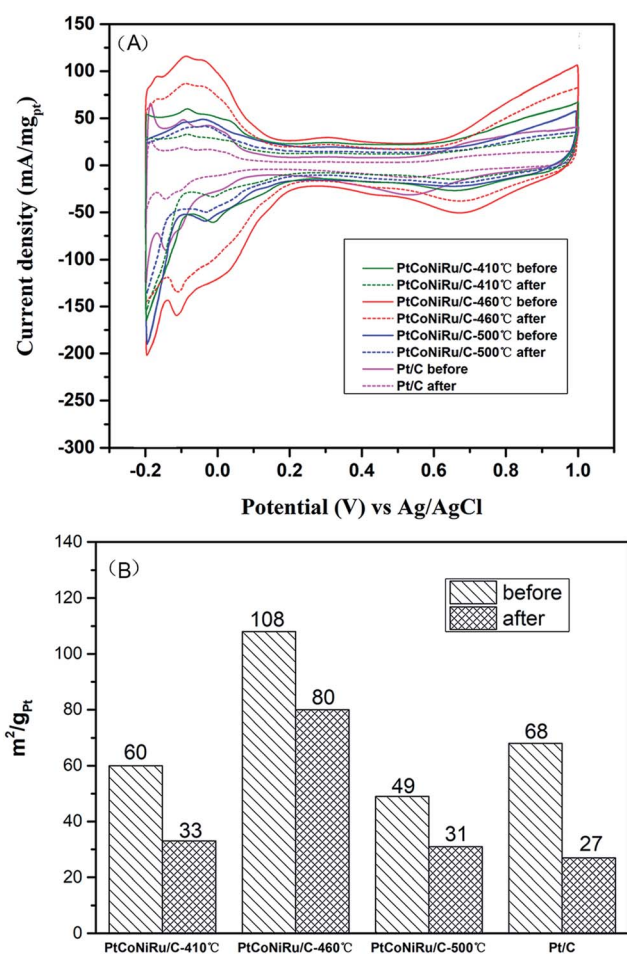 (A)
Current density (mA/mgpt)
150
100
50
0
-50
-100
-150
-200
-250
-300
PtCoNiRu/C-410℃ before
PtCoNiRu/C-410℃ after
PtCoNiRu/C-460℃ before
PtCoNiRu/C-460℃ after
PtCoNiRu/C-500℃ before
PtCoNiRu/C-500℃ after
Pt/C before
Pt/C after
-0.2 0.0 0.2 0.4 0.6 0.8 1.0
Potential (V) vs Ag/AgCl
(B)
m²/gPt
140
120
100
80
60
40
20
0
before
after
60
33
108
80
49
31
68
27
PtCoNiRu/C-410℃ PtCoNiRu/C-460℃ PtCoNiRu/C-500℃ Pt/C